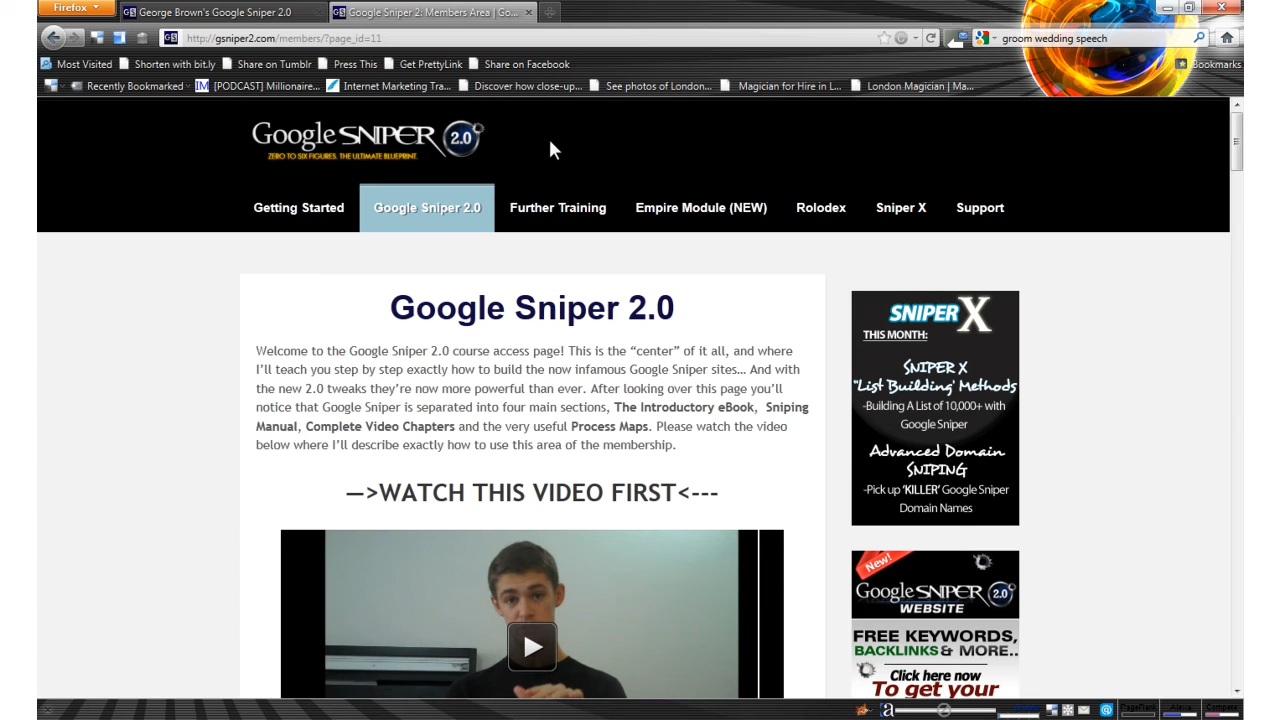 Firefox
George Brown's Google Sniper 2.0
Google Sniper 2: Members Area | Go...
http://gsniper2.com/members/?page_id=11
groom wedding speech
Most Visited
Shorten with bit.ly
Share on Tumblr
Press This
Get PrettyLink
Share on Facebook
Bookmarks
Recently Bookmarked
IM [PODCAST] Millionaire...
Internet Marketing Tra...
Discover how close-up...
See photos of London...
Magician for Hire in L...
London Magician | Ma...
Google SNIPER 2.0
ZERO TO SIX FIGURES. THE ULTIMATE BLUEPRINT.
Getting Started
Google Sniper 2.0
Further Training
Empire Module (NEW)
Rolodex
Sniper X
Support
Google Sniper 2.0
Welcome to the Google Sniper 2.0 course access page! This is the “center” of it all, and where
I’ll teach you step by step exactly how to build the now infamous Google Sniper sites… And with
the new 2.0 tweaks they’re now more powerful than ever. After looking over this page you’ll
notice that Google Sniper is separated into four main sections, The Introductory eBook, Sniping
Manual, Complete Video Chapters and the very useful Process Maps. Please watch the video
below where I’ll describe exactly how to use this area of the membership.
—>WATCH THIS VIDEO FIRST<---
SNIPER X
THIS MONTH:
SNIPER X
"List Building' Methods
-Building A List of 10,000+ with
Google Sniper
Advanced Domain
SNIPING
-Pick up 'KILLER' Google Sniper
Domain Names
New!
Google SNIPER 2.0
WEBSITE
FREE KEYWORDS,
BACKLINKS & MORE..
Click here now
To get your
PageRank
Alexa
Compete